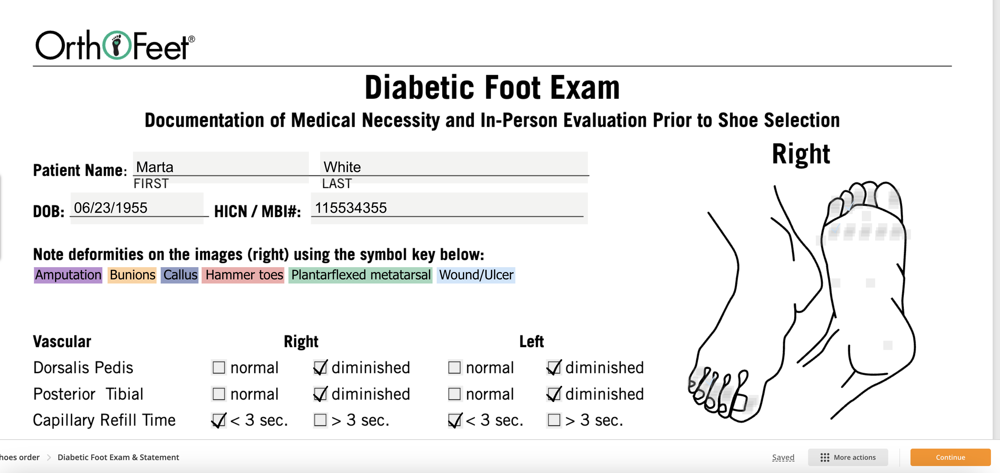 OrthoFeet®
Diabetic Foot Exam
Documentation of Medical Necessity and In-Person Evaluation Prior to Shoe Selection
Right
Patient Name: Marta White
FIRST LAST
DOB: 06/23/1955 HICN / MBI#: 115534355
Note deformities on the images (right) using the symbol key below:
Amputation Bunions Callus Hammer toes Plantarflexed metatarsal Wound/Ulcer
Vascular Right Left
Dorsalis Pedis normal diminished normal diminished
Posterior Tibial normal diminished normal diminished
Capillary Refill Time < 3 sec. > 3 sec. < 3 sec. > 3 sec.
hoes order > Diabetic Foot Exam & Statement Saved More actions Continue